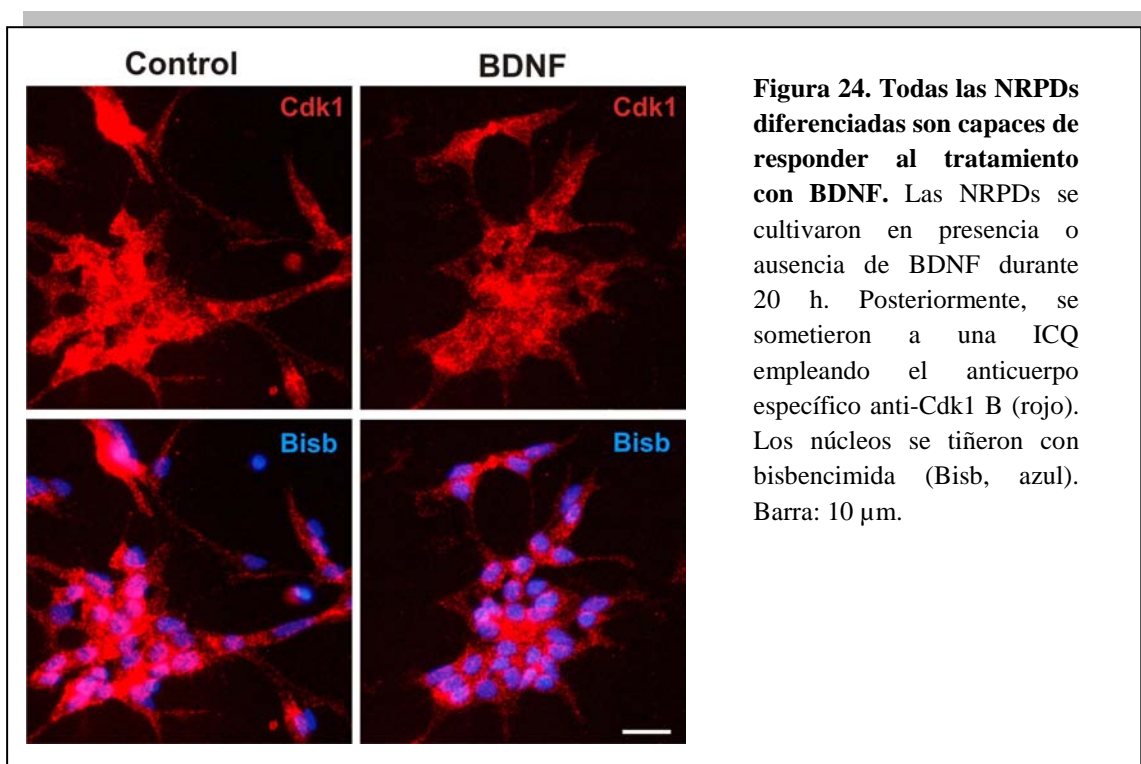 Control
BDNF
Cdk1
Cdk1
Bisb
Bisb
Figura 24. Todas las NRPDs
diferenciadas son capaces de
responder al tratamiento
con BDNF. Las NRPDs se
cultivaron en presencia o
ausencia de BDNF durante
20 h. Posteriormente, se
sometieron a una ICQ
empleando el anticuerpo
específico anti-Cdk1 B (rojo).
Los núcleos se tiñeron con
bisbencimida (Bisb, azul).
Barra: 10 µm.